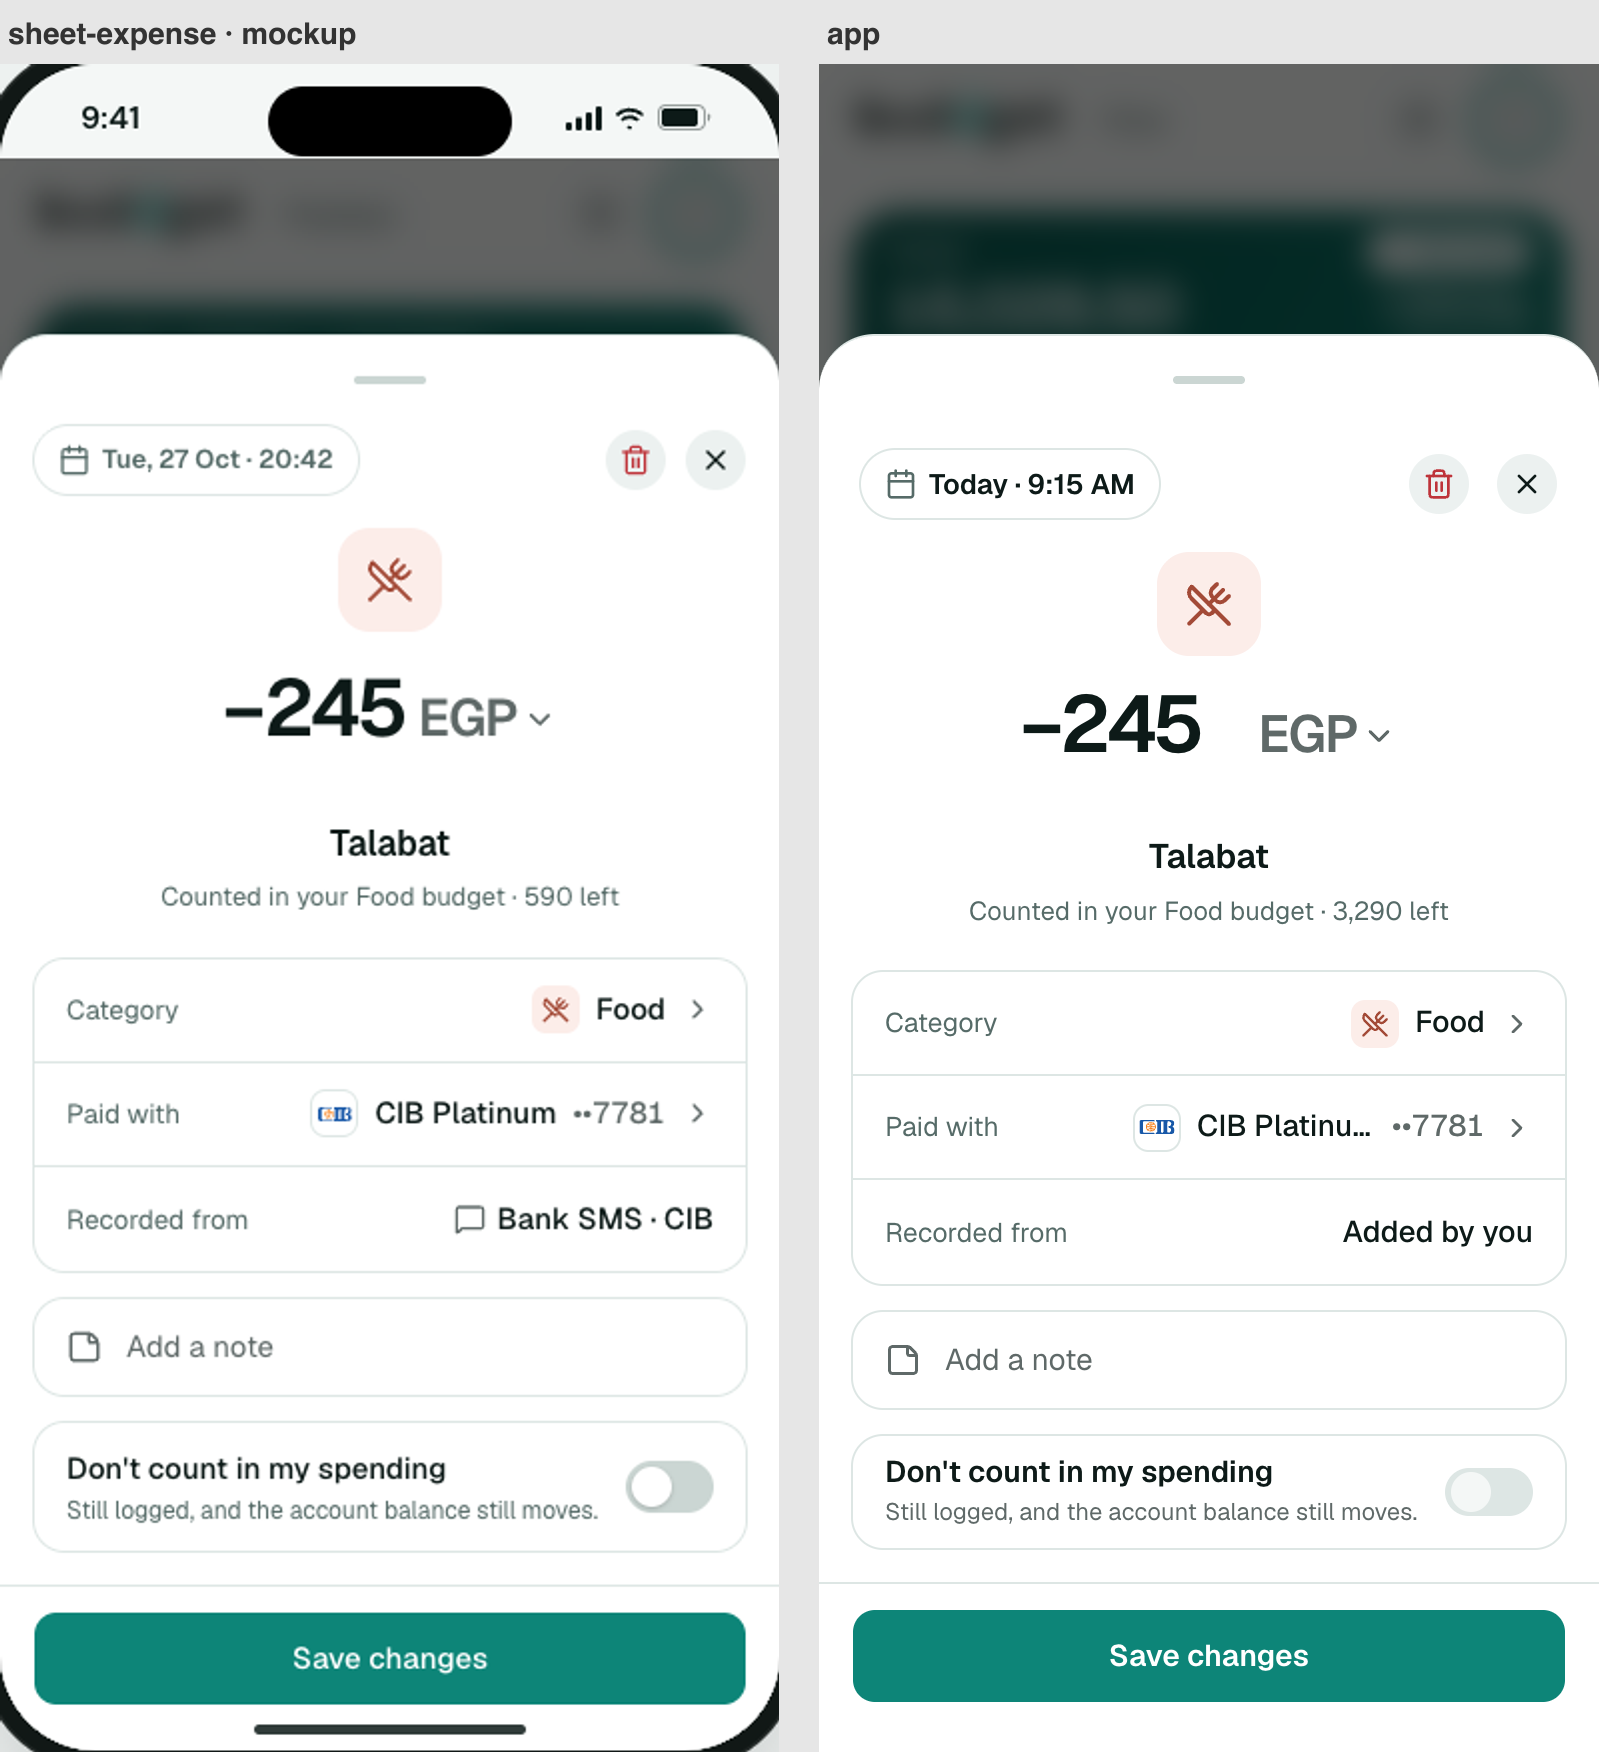 sheet-expense · mockup
9:41
Tue, 27 Oct · 20:42
−245 EGP
Talabat
Counted in your Food budget · 590 left
Category
Food
Paid with
CIB
CIB Platinum ••7781
Recorded from
Bank SMS · CIB
Add a note
Don't count in my spending
Still logged, and the account balance still moves.
Save changes
app
Today · 9:15 AM
−245 EGP
Talabat
Counted in your Food budget · 3,290 left
Category
Food
Paid with
CIB
CIB Platinu... ••7781
Recorded from
Added by you
Add a note
Don't count in my spending
Still logged, and the account balance still moves.
Save changes